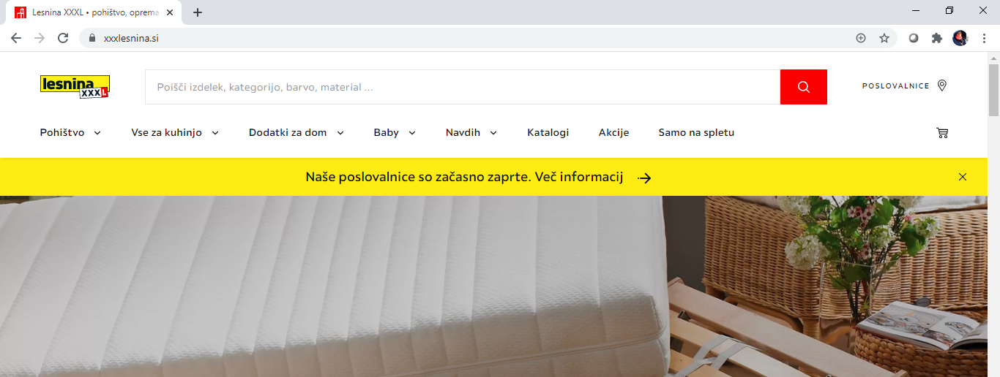 Lesnina XXXL • pohištvo, oprema
xxxlesnina.si
lesnina
XXXL
Poišči izdelek, kategorijo, barvo, material ...
POSLOVALNICE
Pohištvo Vse za kuhinjo Dodatki za dom Baby Navdih Katalogi Akcije Samo na spletu
Naše poslovalnice so začasno zaprte. Več informacij